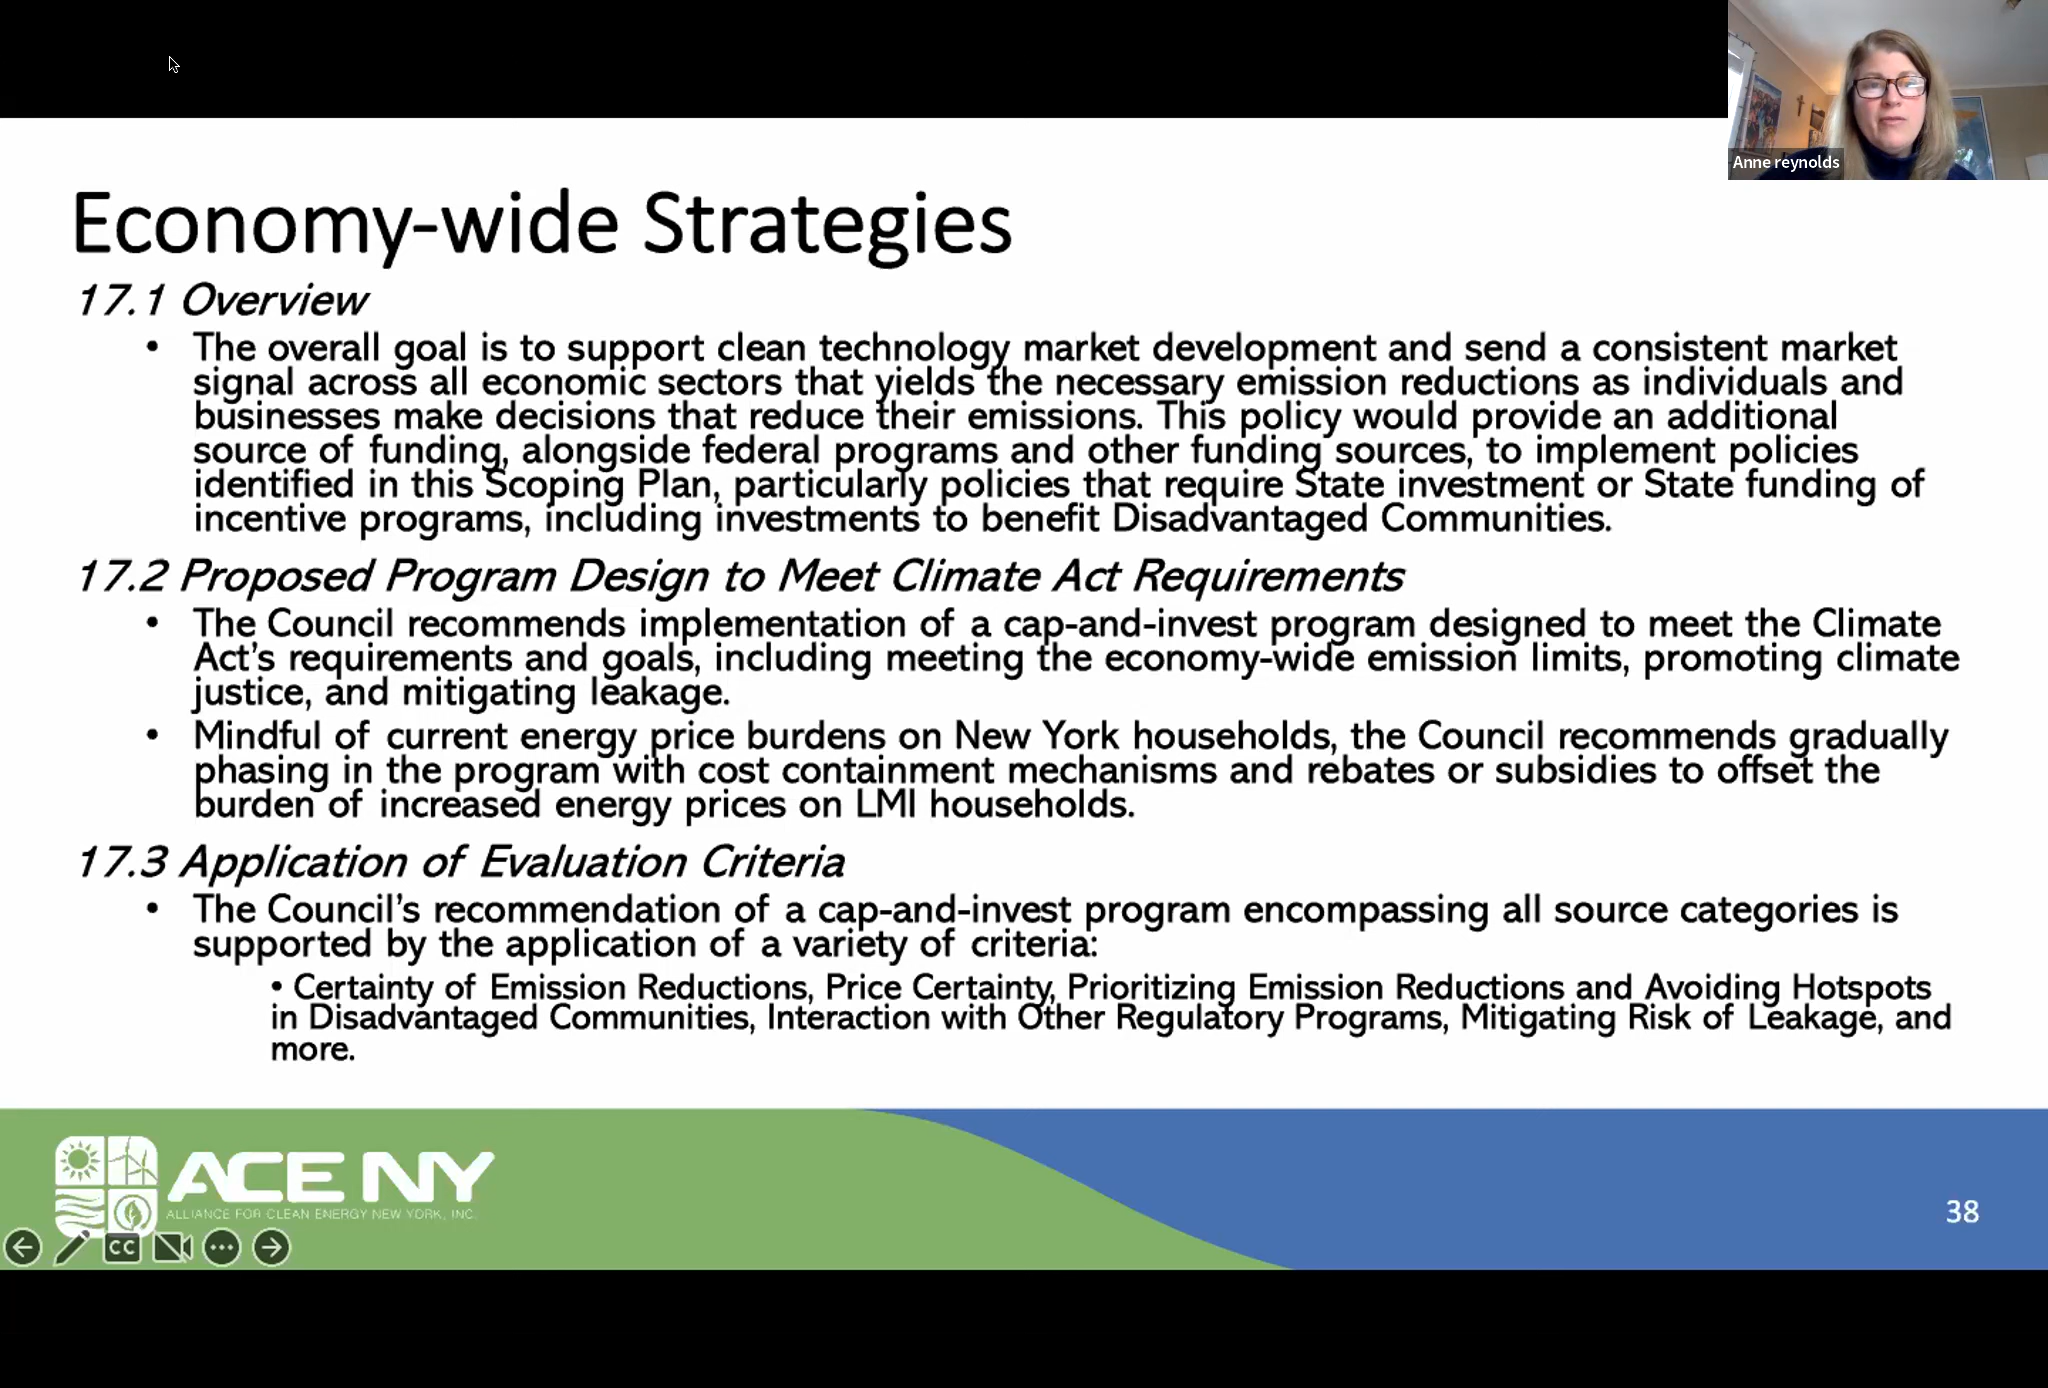 Anne reynolds
Economy-wide Strategies
17.1 Overview
• The overall goal is to support clean technology market development and send a consistent market
signal across all economic sectors that yields the necessary emission reductions as individuals and
businesses make decisions that reduce their emissions. This policy would provide an additional
source of funding, alongside federal programs and other funding sources, to implement policies
identified in this Scoping Plan, particularly policies that require State investment or State funding of
incentive programs, including investments to benefit Disadvantaged Communities.
17.2 Proposed Program Design to Meet Climate Act Requirements
• The Council recommends implementation of a cap-and-invest program designed to meet the Climate
Act’s requirements and goals, including meeting the economy-wide emission limits, promoting climate
justice, and mitigating leakage.
• Mindful of current energy price burdens on New York households, the Council recommends gradually
phasing in the program with cost containment mechanisms and rebates or subsidies to offset the
burden of increased energy prices on LMI households.
17.3 Application of Evaluation Criteria
• The Council’s recommendation of a cap-and-invest program encompassing all source categories is
supported by the application of a variety of criteria:
• Certainty of Emission Reductions, Price Certainty, Prioritizing Emission Reductions and Avoiding Hotspots
in Disadvantaged Communities, Interaction with Other Regulatory Programs, Mitigating Risk of Leakage, and
more.
ACE NY
ALLIANCE FOR CLEAN ENERGY NEW YORK, INC.
CC
38